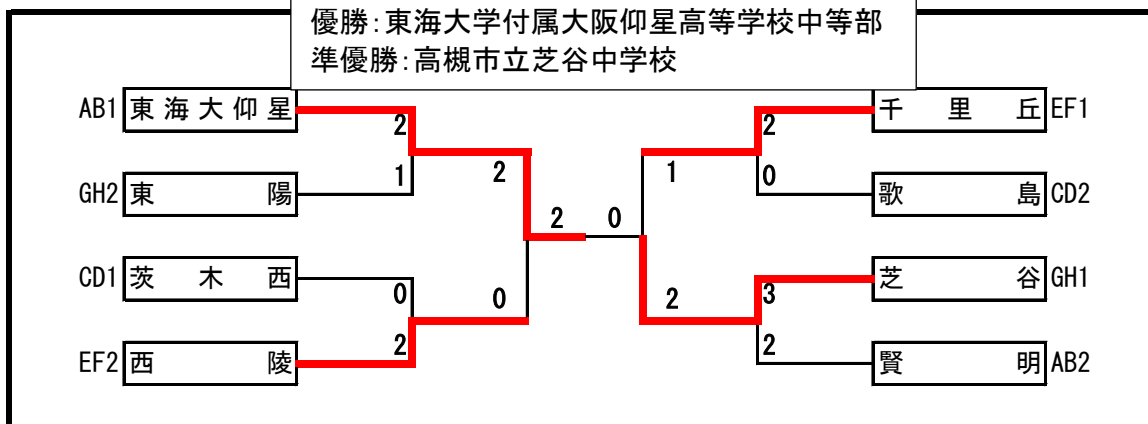 優勝：東海大学付属大阪仰星高等学校中等部
準優勝：高槻市立芝谷中学校
AB1 東海大仰星 2 2 千里丘 EF1
GH2 東陽 1 2 1 0 歌島 CD2
2 0
CD1 茨木西 0 0 2 3 芝谷 GH1
EF2 西陵 2 2 賢明 AB2